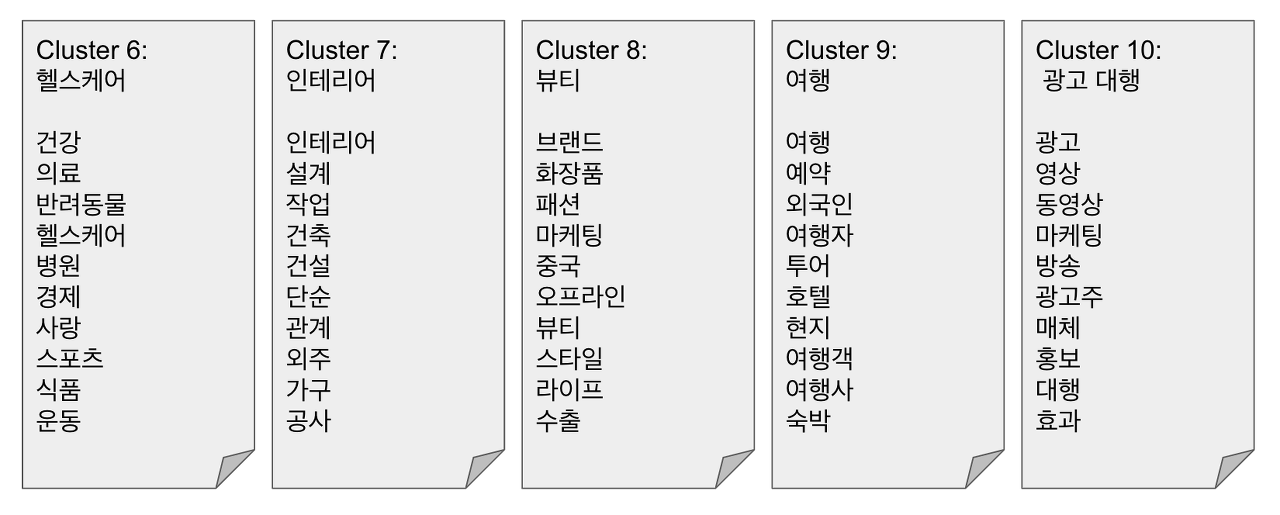 Cluster 6:
헬스케어
건강
의료
반려동물
헬스케어
병원
경제
사랑
스포츠
식품
운동
Cluster 7:
인테리어
인테리어
설계
작업
건축
건설
단순
관계
외주
가구
공사
Cluster 8:
뷰티
브랜드
화장품
패션
마케팅
중국
오프라인
뷰티
스타일
라이프
수출
Cluster 9:
여행
여행
예약
외국인
여행자
투어
호텔
현지
여행객
여행사
숙박
Cluster 10:
광고 대행
광고
영상
동영상
마케팅
방송
광고주
매체
홍보
대행
효과